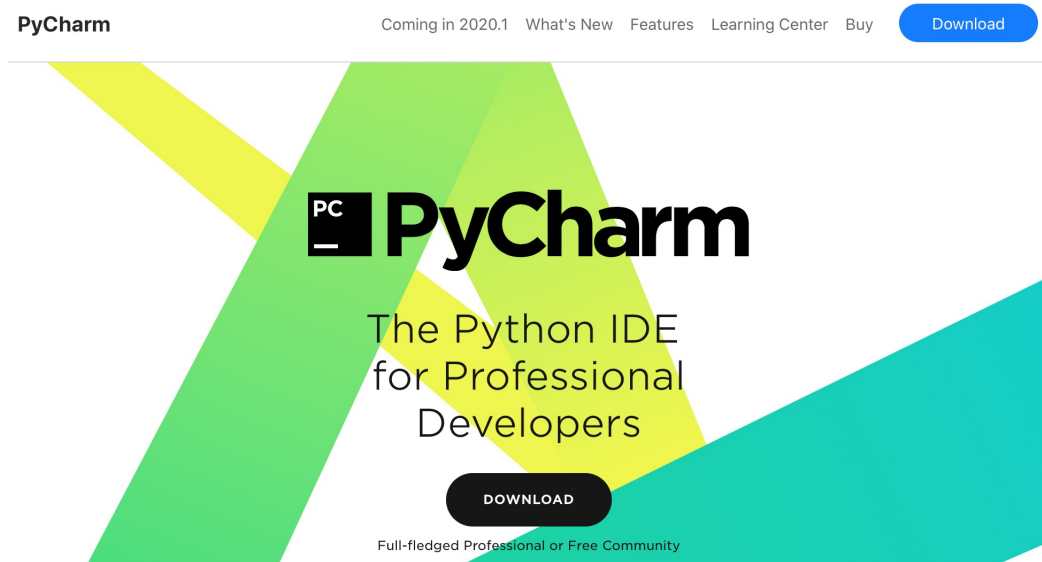 PyCharm Coming in 2020.1 What's New Features Learning Center Buy Download
PC PyCharm
The Python IDE
for Professional
Developers
DOWNLOAD
Full-fledged Professional or Free Community